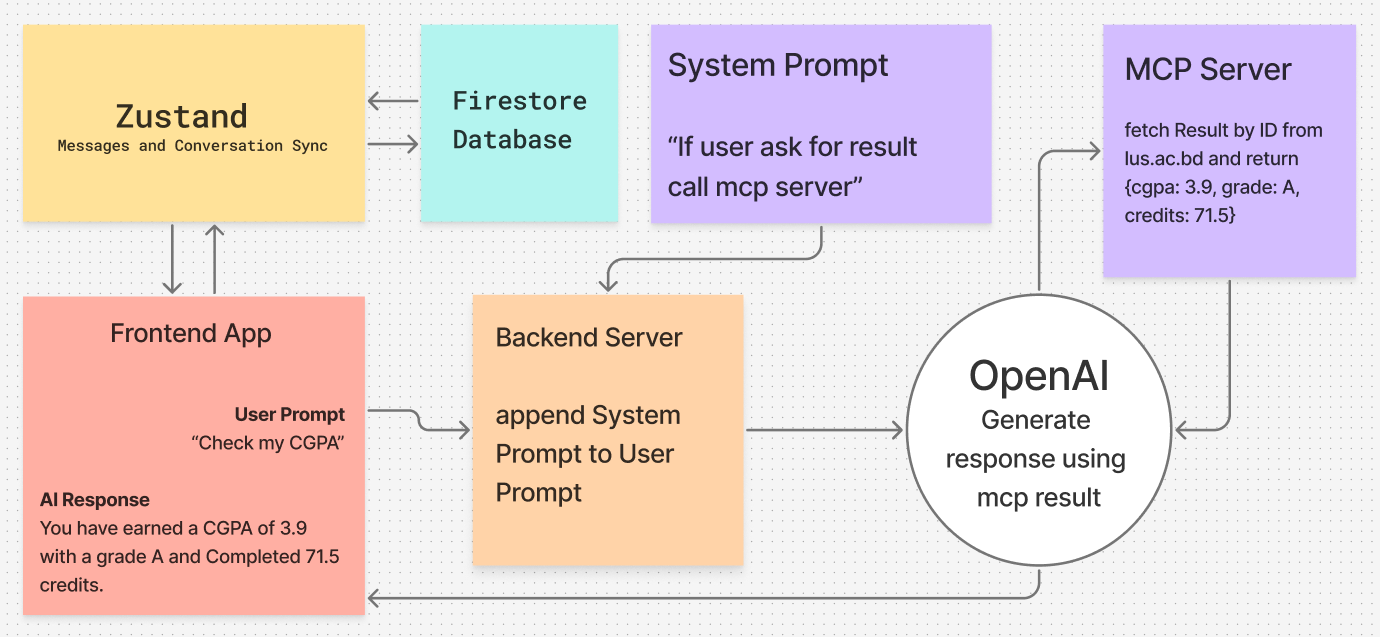 Zustand
Messages and Conversation Sync
Firestore
Database
System Prompt
“If user ask for result
call mcp server”
MCP Server
fetch Result by ID from
lus.ac.bd and return
{cgpa: 3.9, grade: A,
credits: 71.5}
Frontend App
User Prompt
“Check my CGPA”
AI Response
You have earned a CGPA of 3.9
with a grade A and Completed 71.5
credits.
Backend Server
append System
Prompt to User
Prompt
OpenAI
Generate
response using
mcp result